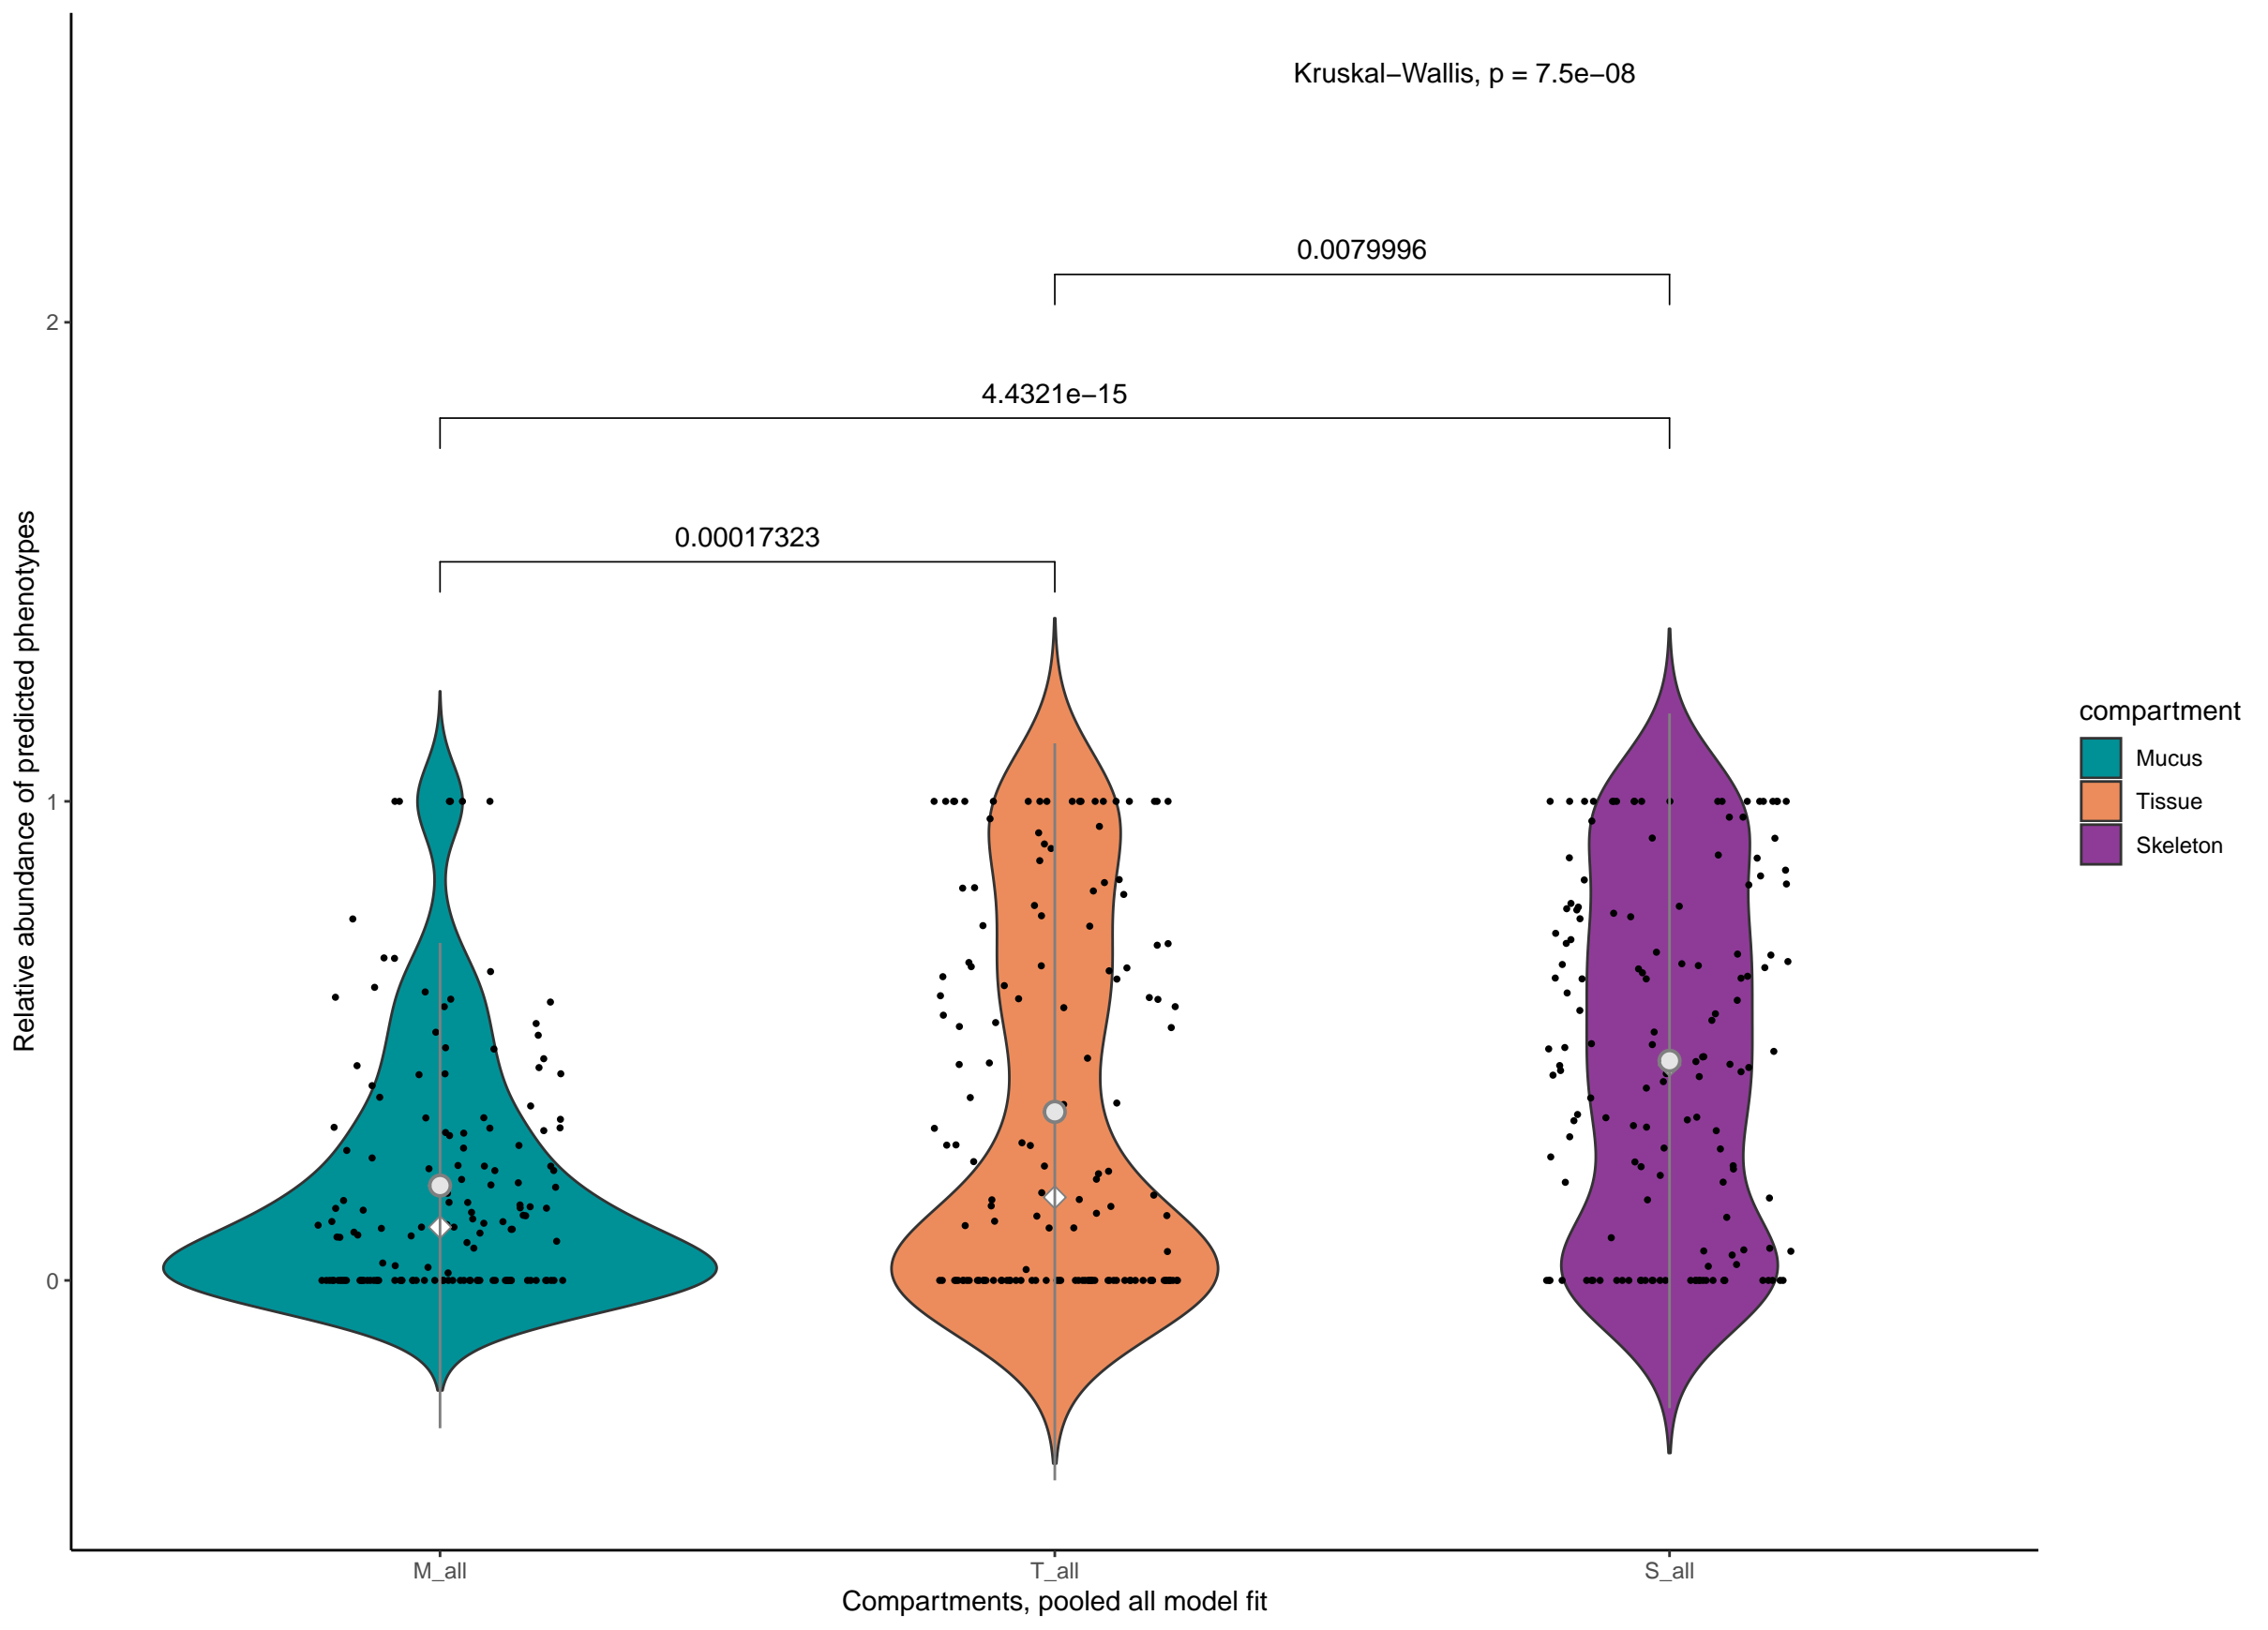 Kruskal−Wallis, p = 7.5e−08
0.0079996
4.4321e−15
0.00017323
Relative abundance of predicted phenotypes
2
1
0
M_all
T_all
S_all
Compartments, pooled all model fit
compartment
Mucus
Tissue
Skeleton